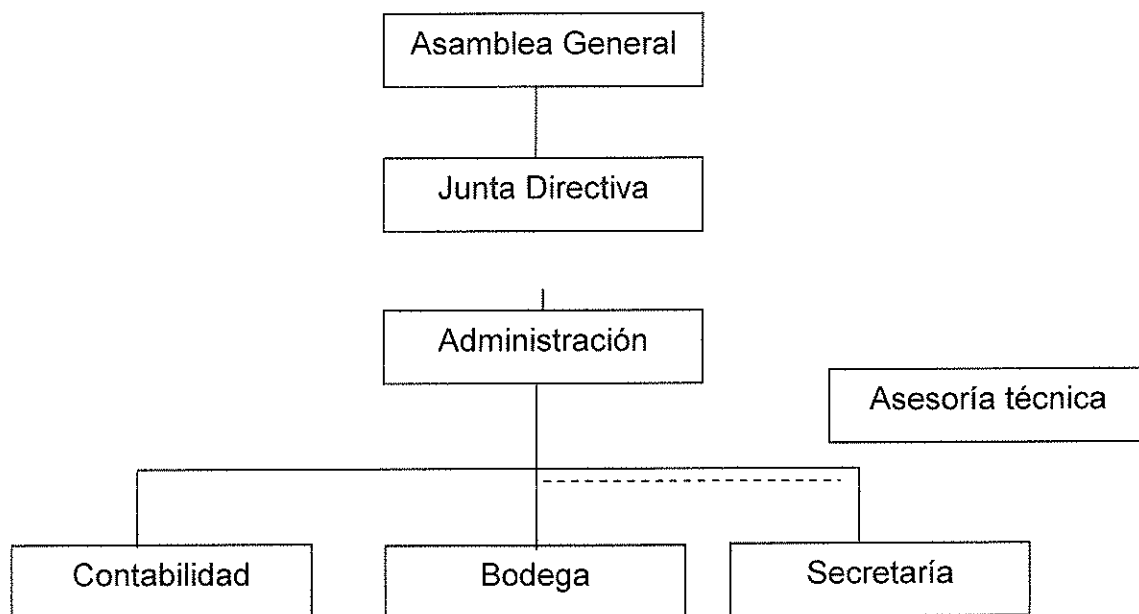 Asamblea General
Junta Directiva
Administración
Asesoría técnica
Contabilidad
Bodega
Secretaría